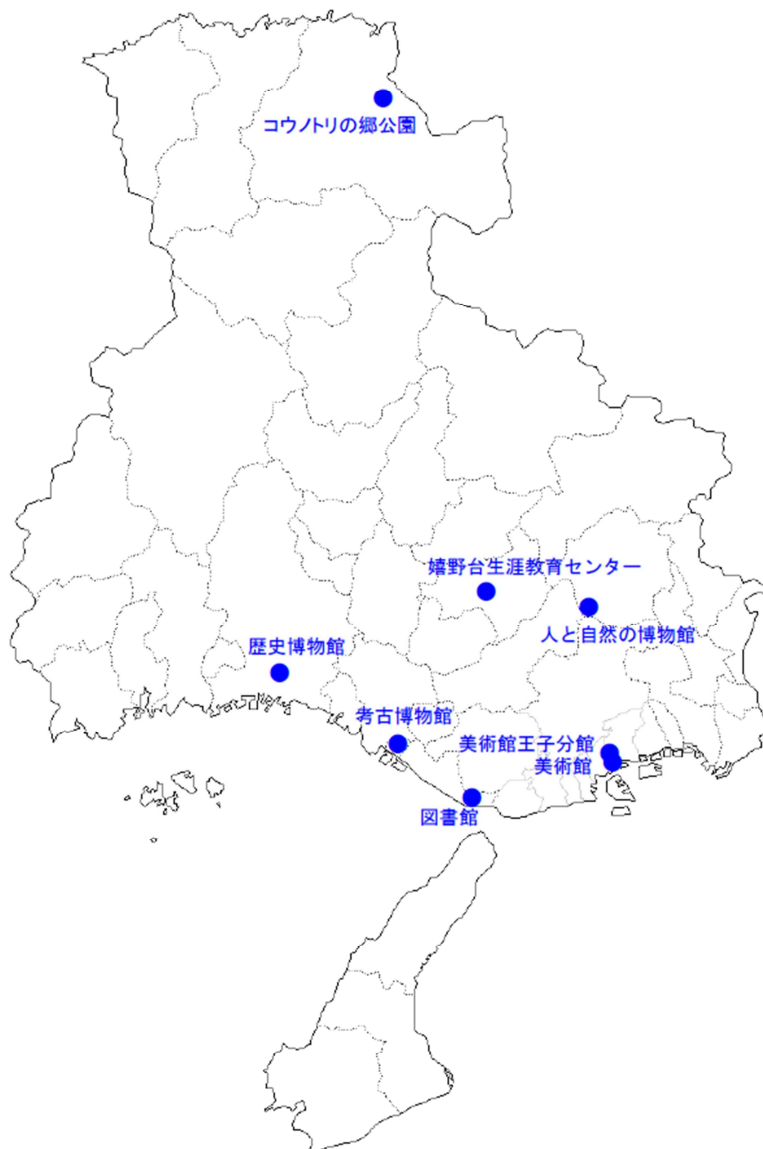 コウノトリの郷公園
嬉野台生涯教育センター
人と自然の博物館
歴史博物館
考古博物館
美術館王子分館
美術館
図書館